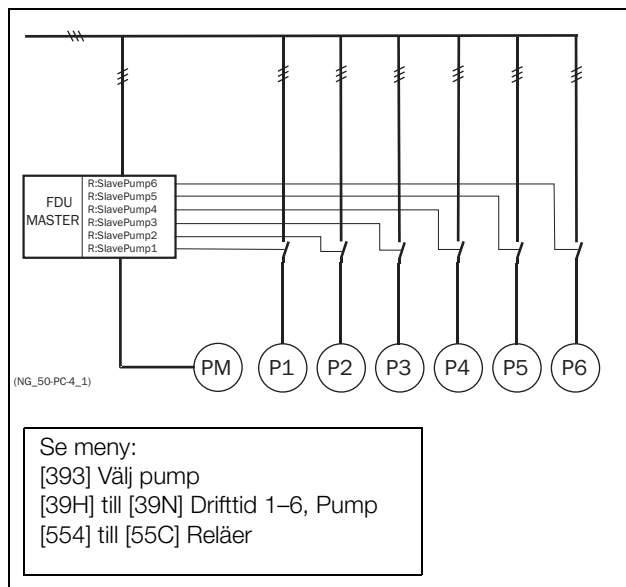 FDU
MASTER
R:SlavePump6
R:SlavePump5
R:SlavePump4
R:SlavePump3
R:SlavePump2
R:SlavePump1
PM
P1
P2
P3
P4
P5
P6
(NG_50-PC-4_1)
Se meny:
[393] Välj pump
[39H] till [39N] Drifttid 1–6, Pump
[554] till [55C] Reläer